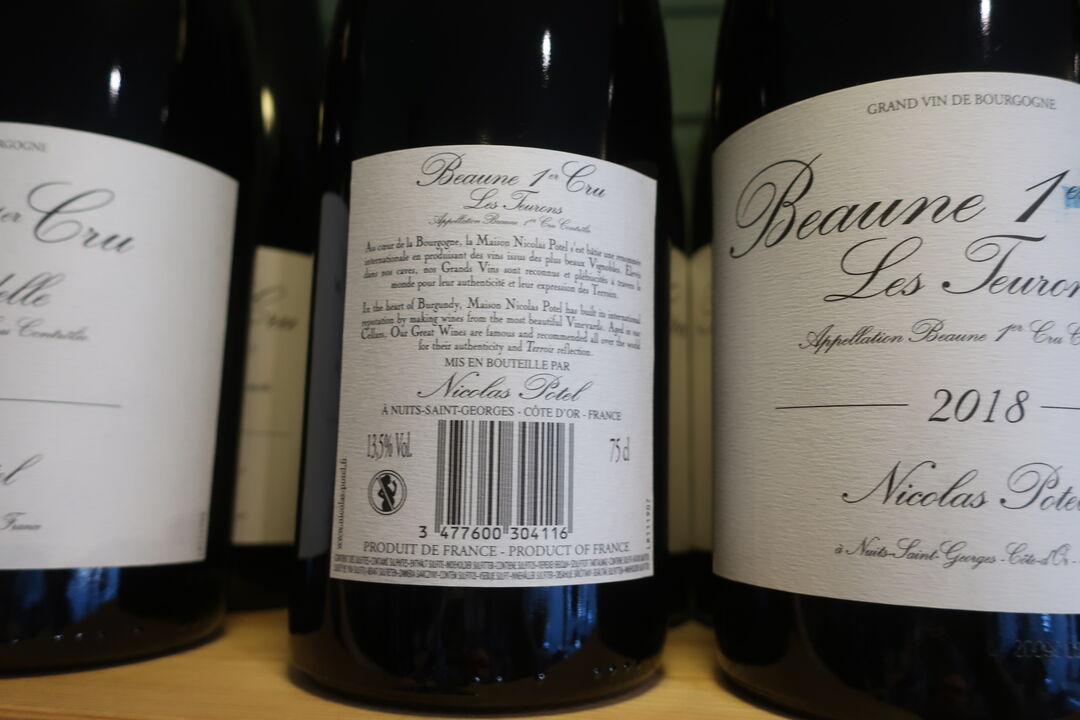 Cru
Beaune 1er Cru
Les Teurons
Appellation Beaune 1er Cru Contrôlée
Au cœur de la Bourgogne, la Maison Nicolas Potel s'est bâtie une renommée
internationale en produisant des vins issus des plus beaux Vignobles. Elevés
dans nos caves, nos Grands Vins sont reconnus et plébiscités à travers le
monde pour leur authenticité et leur expression des Terroirs.
In the heart of Burgundy, Maison Nicolas Potel has built its international
reputation by making wines from the most beautiful Vineyards. Aged in our
Cellars, Our Great Wines are famous and recommended all over the world
for their authenticity and Terroir reflection.
MIS EN BOUTEILLE PAR
Nicolas Potel
À NUITS-SAINT-GEORGES - CÔTE D'OR - FRANCE
13,5% Vol.
75 cl
www.nicolas-potel.fr
3 477600 304116
PRODUIT DE FRANCE - PRODUCT OF FRANCE
GRAND VIN DE BOURGOGNE
Beaune 1er
Les Teuron
Appellation Beaune 1er Cru C
2018
Nicolas Pote
à Nuits-Saint-Georges - Côte-d'Or -
France